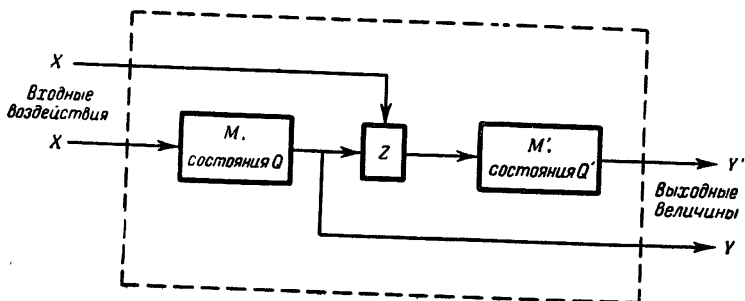 X
Входные
воздействия
X
М,
состояния Q
Z
М',
состояния Q'
Y'
Выходные
величины
Y